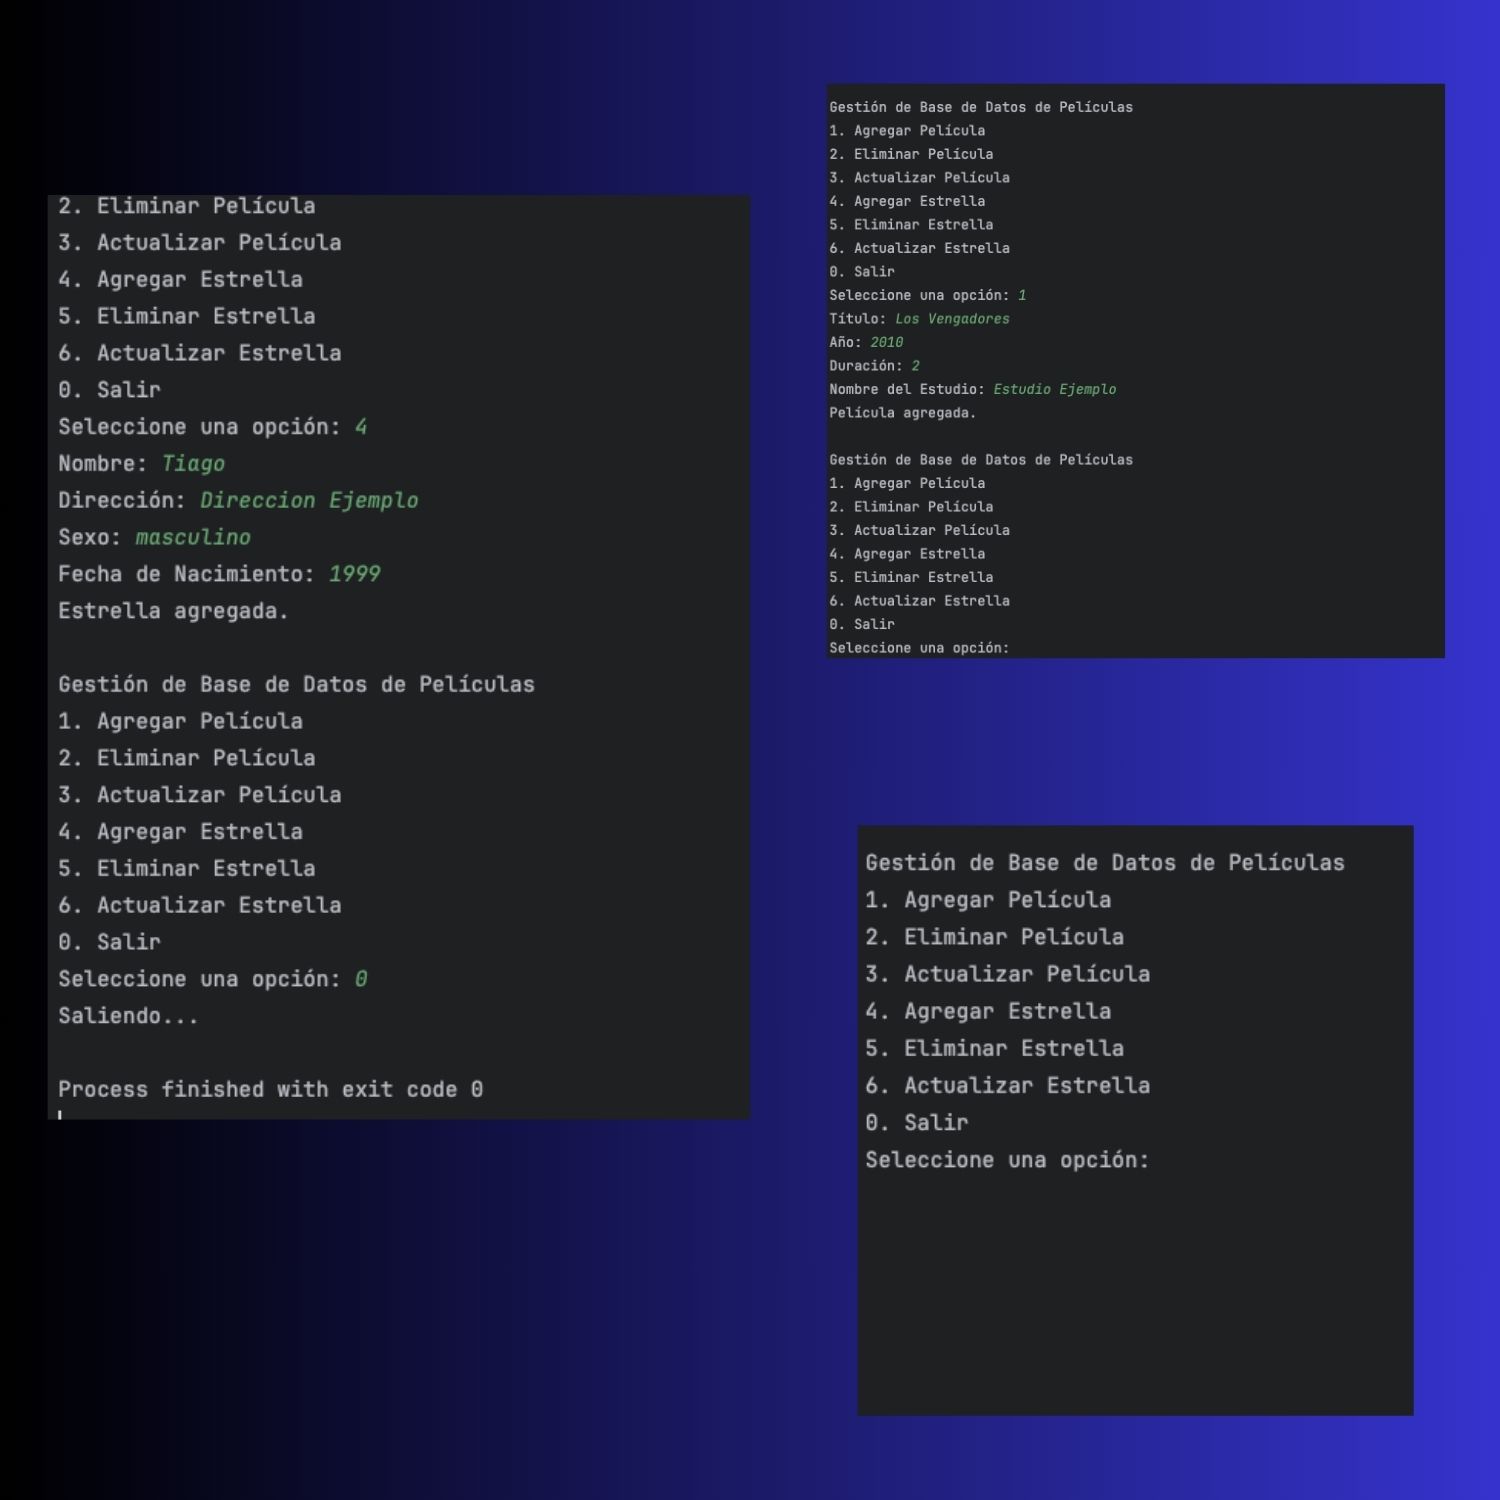 2. Eliminar Película
3. Actualizar Película
4. Agregar Estrella
5. Eliminar Estrella
6. Actualizar Estrella
0. Salir
Seleccione una opción: 4
Nombre: Tiago
Dirección: Direccion Ejemplo
Sexo: masculino
Fecha de Nacimiento: 1999
Estrella agregada.
Gestión de Base de Datos de Películas
1. Agregar Película
2. Eliminar Película
3. Actualizar Película
4. Agregar Estrella
5. Eliminar Estrella
6. Actualizar Estrella
0. Salir
Seleccione una opción: 0
Saliendo...
Process finished with exit code 0
Gestión de Base de Datos de Películas
1. Agregar Película
2. Eliminar Película
3. Actualizar Película
4. Agregar Estrella
5. Eliminar Estrella
6. Actualizar Estrella
0. Salir
Seleccione una opción: 1
Título: Los Vengadores
Año: 2010
Duración: 2
Nombre del Estudio: Estudio Ejemplo
Película agregada.
Gestión de Base de Datos de Películas
1. Agregar Película
2. Eliminar Película
3. Actualizar Película
4. Agregar Estrella
5. Eliminar Estrella
6. Actualizar Estrella
0. Salir
Seleccione una opción:
Gestión de Base de Datos de Películas
1. Agregar Película
2. Eliminar Película
3. Actualizar Película
4. Agregar Estrella
5. Eliminar Estrella
6. Actualizar Estrella
0. Salir
Seleccione una opción: